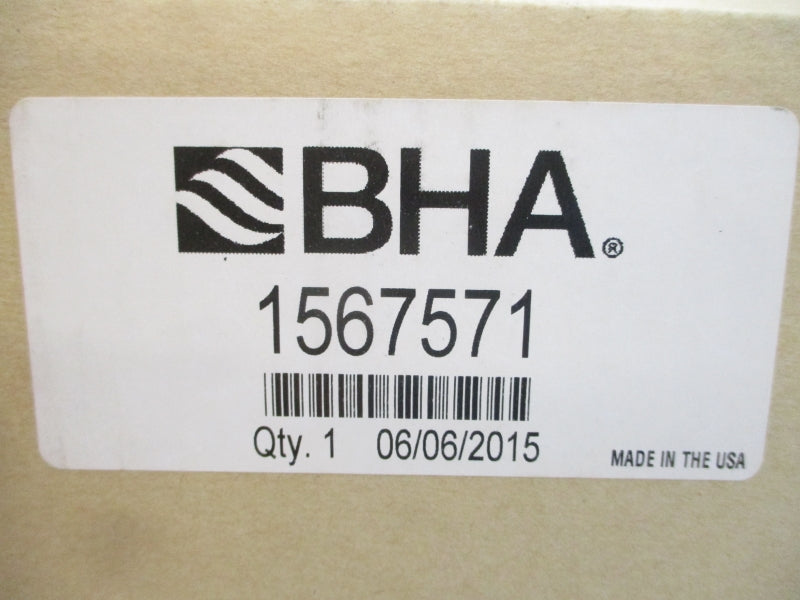 BHA®
1567571
Qty. 1 06/06/2015
MADE IN THE USA